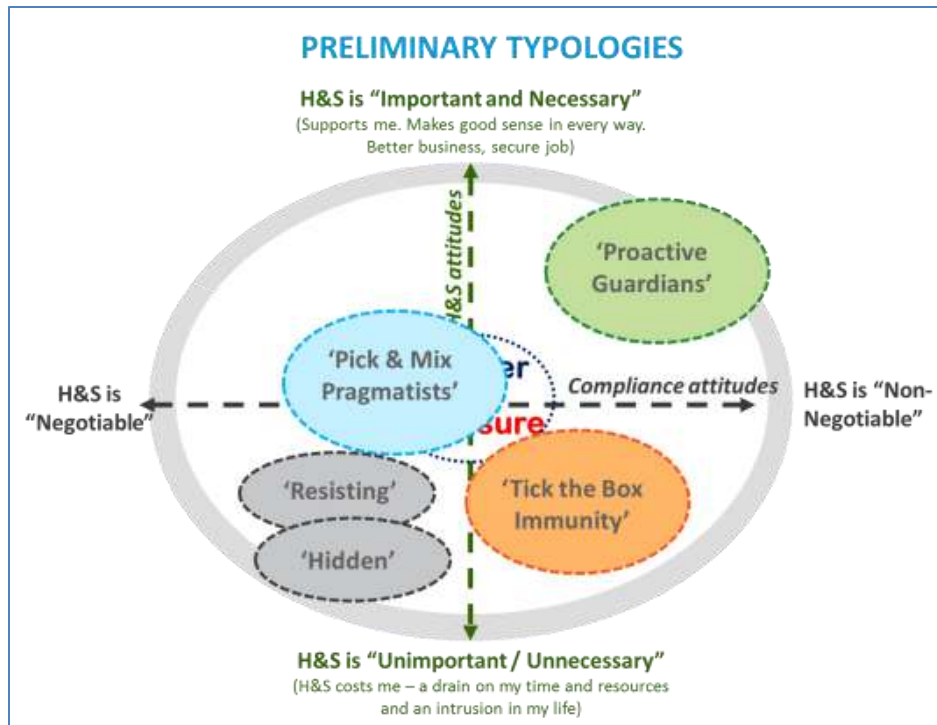 PRELIMINARY TYPOLOGIES
H&S is “Important and Necessary”
(Supports me. Makes good sense in every way.
Better business, secure job)
H&S attitudes
‘Proactive
Guardians’
‘Pick & Mix
Pragmatists’
er
sure
Compliance attitudes
H&S is
“Negotiable”
H&S is “Non-
Negotiable”
‘Resisting’
‘Hidden’
‘Tick the Box
Immunity’
H&S is “Unimportant / Unnecessary”
(H&S costs me – a drain on my time and resources
and an intrusion in my life)